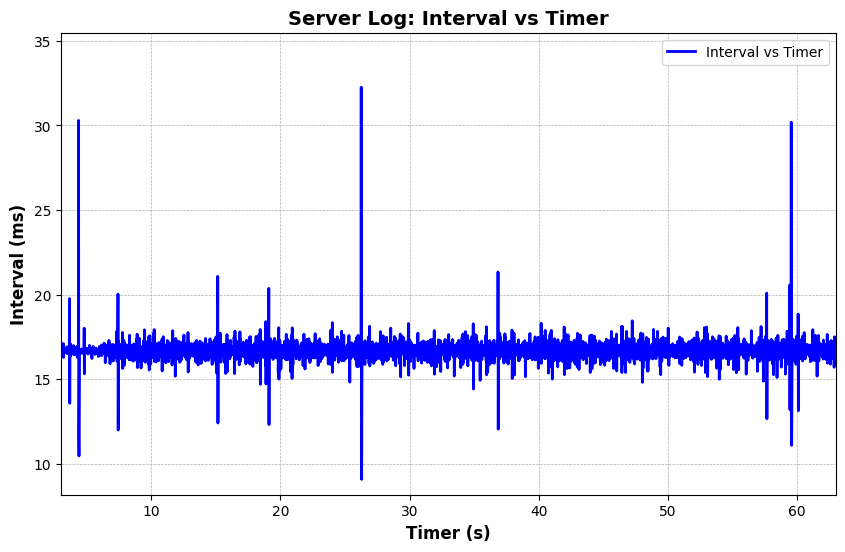 Server Log: Interval vs Timer
Interval vs Timer
Interval (ms)
35
30
25
20
15
10
10 20 30 40 50 60
Timer (s)